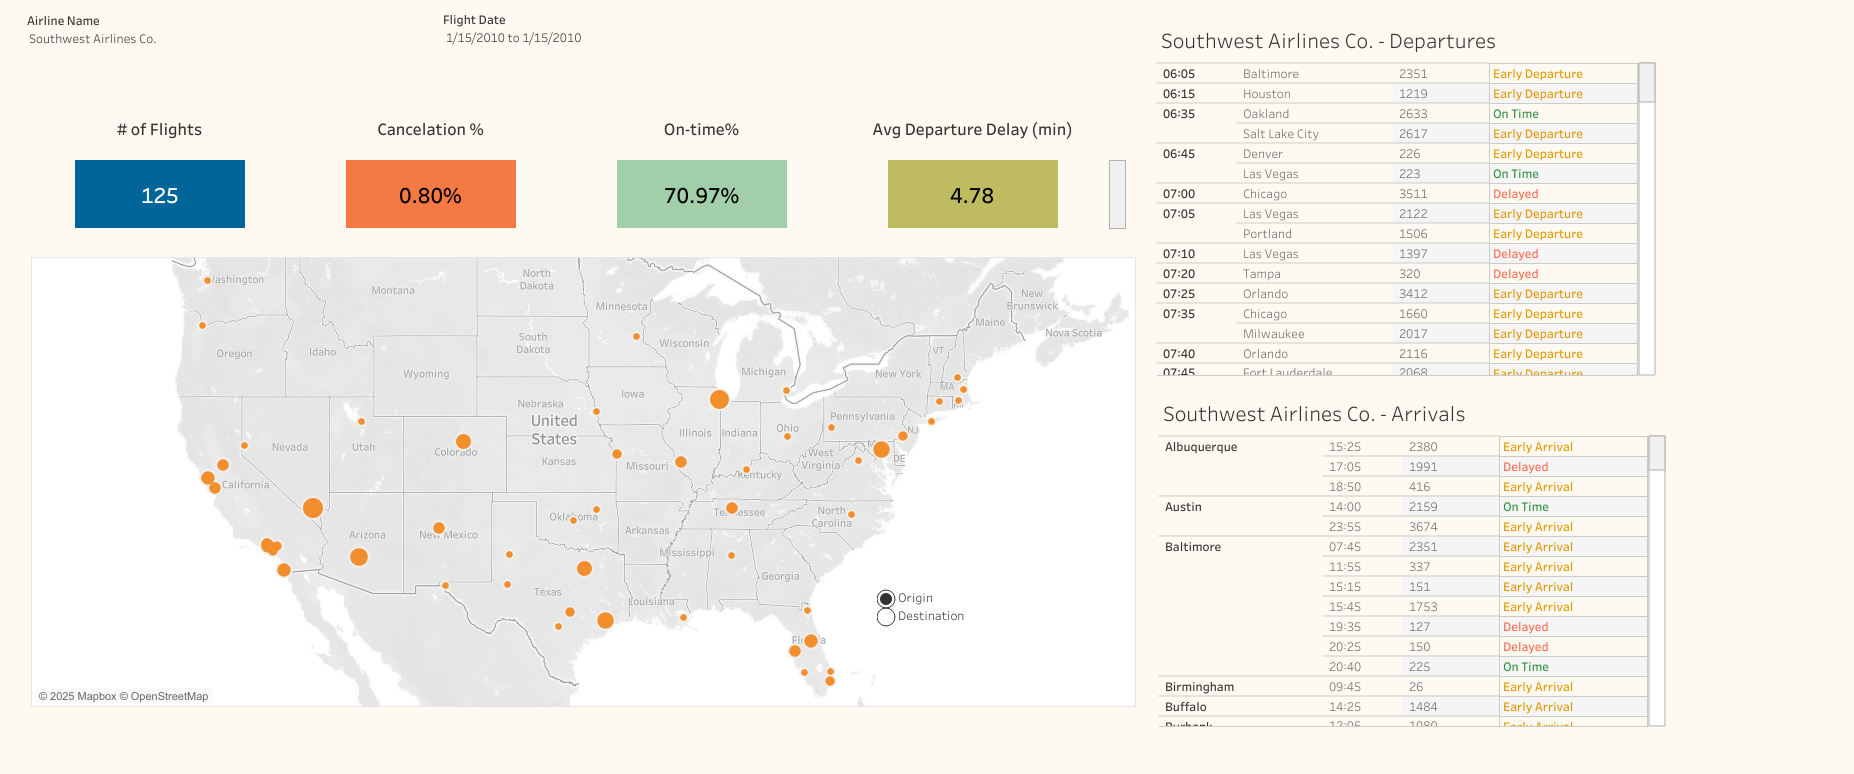 Airline Name
Southwest Airlines Co.
Flight Date
1/15/2010 to 1/15/2010
# of Flights
125
Cancelation %
0.80%
On-time%
70.97%
Avg Departure Delay (min)
4.78
Montana
North
Dakota
Minnesota
New
Brunswick
Maine
Nova Scotia
Oregon
Idaho
South
Dakota
Wisconsin
VT
Wyoming
Michigan
New York
MA
Nebraska
Iowa
United
States
Pennsylvania
Nevada
Utah
Colorado
Illinois
Indiana
Ohio
NJ
Kansas
Missouri
West
Virginia
DE
California
Kentucky
Arizona
New Mexico
Oklahoma
Arkansas
North
Carolina
Mississippi
Georgia
Texas
Louisiana
Origin
Destination
© 2025 Mapbox © OpenStreetMap
Southwest Airlines Co. - Departures
06:05 Baltimore 2351 Early Departure
06:15 Houston 1219 Early Departure
06:35 Oakland 2633 On Time
Salt Lake City 2617 Early Departure
06:45 Denver 226 Early Departure
Las Vegas 223 On Time
07:00 Chicago 3511 Delayed
07:05 Las Vegas 2122 Early Departure
Portland 1506 Early Departure
07:10 Las Vegas 1397 Delayed
07:20 Tampa 320 Delayed
07:25 Orlando 3412 Early Departure
07:35 Chicago 1660 Early Departure
Milwaukee 2017 Early Departure
07:40 Orlando 2116 Early Departure
07:45 Fort Lauderdale 2068 Early Departure
Southwest Airlines Co. - Arrivals
Albuquerque 15:25 2380 Early Arrival
17:05 1991 Delayed
18:50 416 Early Arrival
Austin 14:00 2159 On Time
23:55 3674 Early Arrival
Baltimore 07:45 2351 Early Arrival
11:55 337 Early Arrival
15:15 151 Early Arrival
15:45 1753 Early Arrival
19:35 127 Delayed
20:25 150 Delayed
20:40 225 On Time
Birmingham 09:45 26 Early Arrival
Buffalo 14:25 1484 Early Arrival
Burbank Early Arrival